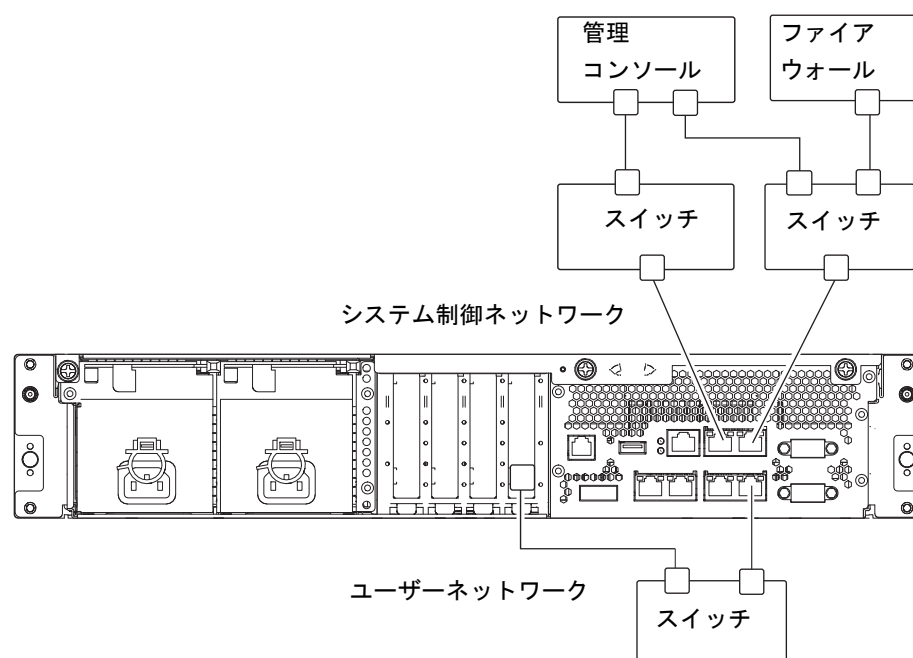 管理
コンソール
ファイア
ウォール
スイッチ
スイッチ
システム制御ネットワーク
ユーザーネットワーク
スイッチ